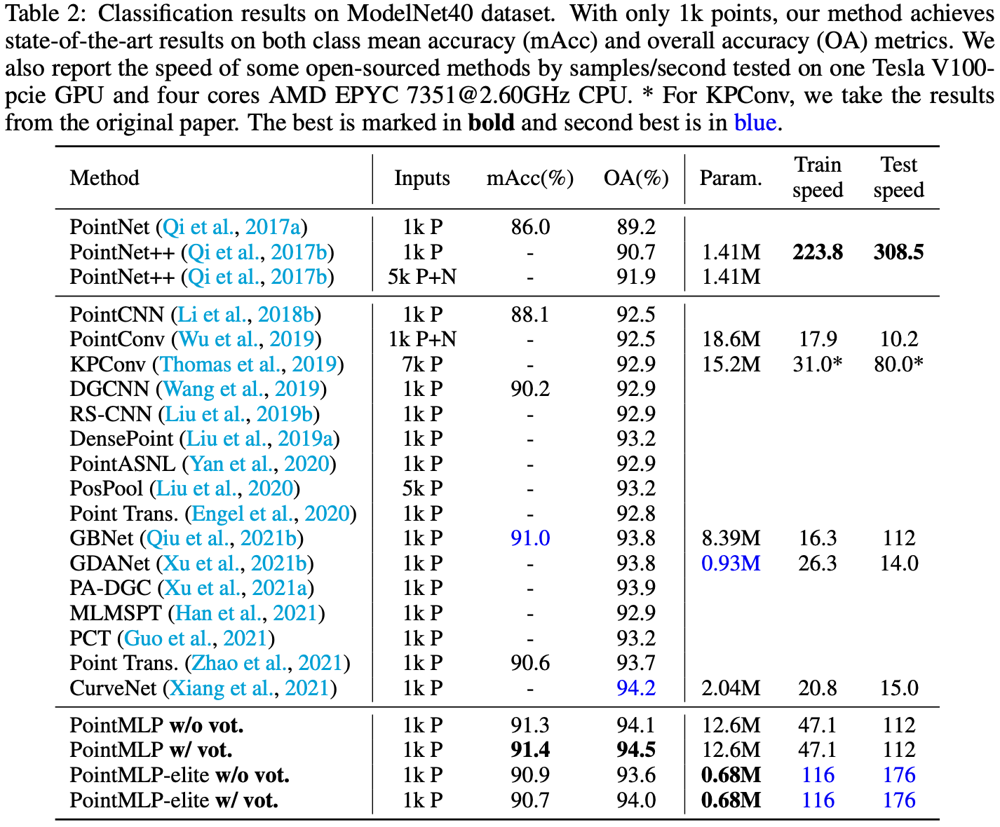 Table 2: Classification results on ModelNet40 dataset. With only 1k points, our method achieves
state-of-the-art results on both class mean accuracy (mAcc) and overall accuracy (OA) metrics. We
also report the speed of some open-sourced methods by samples/second tested on one Tesla V100-
pcie GPU and four cores AMD EPYC 7351@2.60GHz CPU. * For KPConv, we take the results
from the original paper. The best is marked in bold and second best is in blue.
Method Inputs mAcc(%) OA(%) Param. Train speed Test speed
PointNet (Qi et al., 2017a) 1k P 86.0 89.2
PointNet++ (Qi et al., 2017b) 1k P - 90.7 1.41M 223.8 308.5
PointNet++ (Qi et al., 2017b) 5k P+N - 91.9 1.41M
PointCNN (Li et al., 2018b) 1k P 88.1 92.5
PointConv (Wu et al., 2019) 1k P+N - 92.5 18.6M 17.9 10.2
KPConv (Thomas et al., 2019) 7k P - 92.9 15.2M 31.0* 80.0*
DGCNN (Wang et al., 2019) 1k P 90.2 92.9
RS-CNN (Liu et al., 2019b) 1k P - 92.9
DensePoint (Liu et al., 2019a) 1k P - 93.2
PointASNL (Yan et al., 2020) 1k P - 92.9
PosPool (Liu et al., 2020) 5k P - 93.2
Point Trans. (Engel et al., 2020) 1k P - 92.8
GBNet (Qiu et al., 2021b) 1k P 91.0 93.8 8.39M 16.3 112
GDANet (Xu et al., 2021b) 1k P - 93.8 0.93M 26.3 14.0
PA-DGC (Xu et al., 2021a) 1k P - 93.9
MLMSPT (Han et al., 2021) 1k P - 92.9
PCT (Guo et al., 2021) 1k P - 93.2
Point Trans. (Zhao et al., 2021) 1k P 90.6 93.7
CurveNet (Xiang et al., 2021) 1k P - 94.2 2.04M 20.8 15.0
PointMLP w/o vot. 1k P 91.3 94.1 12.6M 47.1 112
PointMLP w/ vot. 1k P 91.4 94.5 12.6M 47.1 112
PointMLP-elite w/o vot. 1k P 90.9 93.6 0.68M 116 176
PointMLP-elite w/ vot. 1k P 90.7 94.0 0.68M 116 176